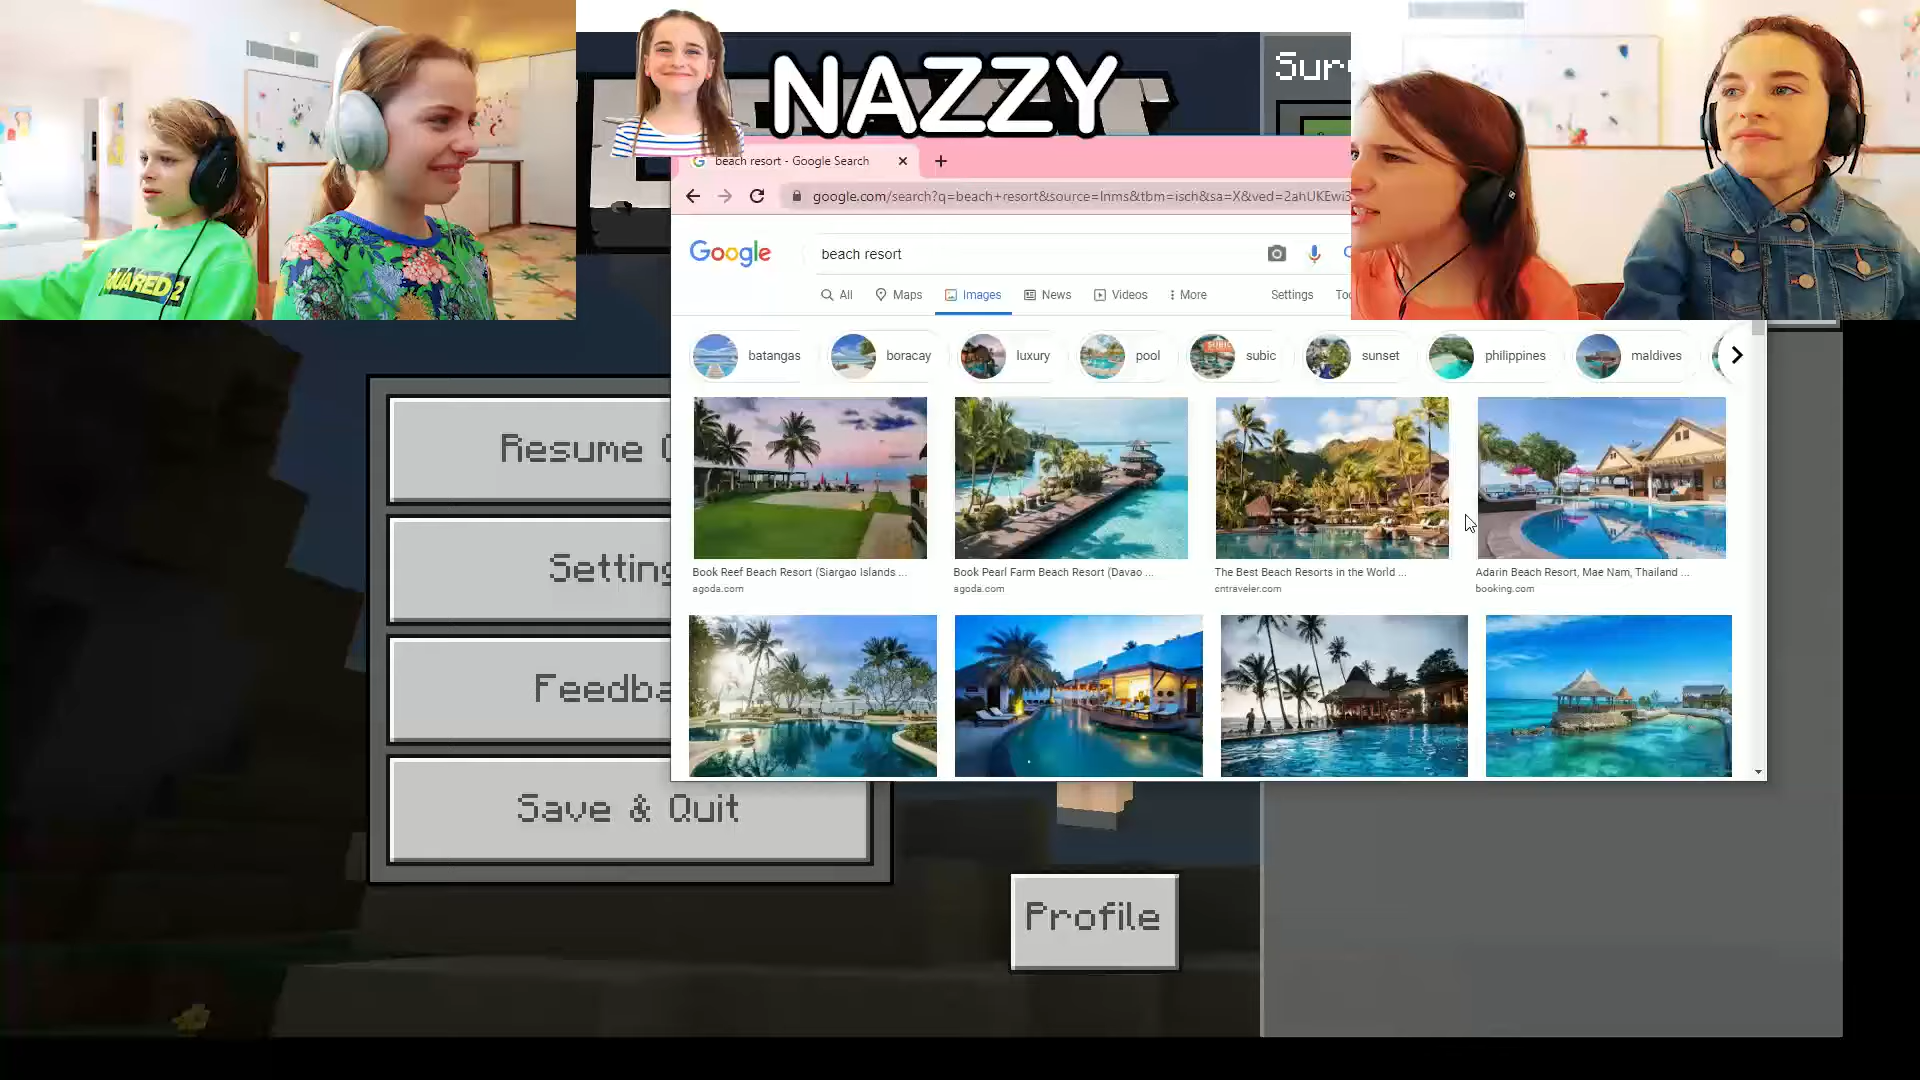 NAZZY
Sur
beach resort - Google Search
google.com/search?q=beach+resort&source=lnms&tbm=isch&sa=X&ved=2ahUKEwi3
Google
beach resort
All
Maps
Images
News
Videos
More
Settings
batangas
boracay
luxury
pool
subic
sunset
philippines
maldives
Book Reef Beach Resort (Siargao Islands ...
agoda.com
Book Pearl Farm Beach Resort (Davao ...
agoda.com
The Best Beach Resorts in the World ...
cntraveler.com
Adarin Beach Resort, Mae Nam, Thailand ...
booking.com
Resume
Setting
Feedba
Save & Quit
Profile